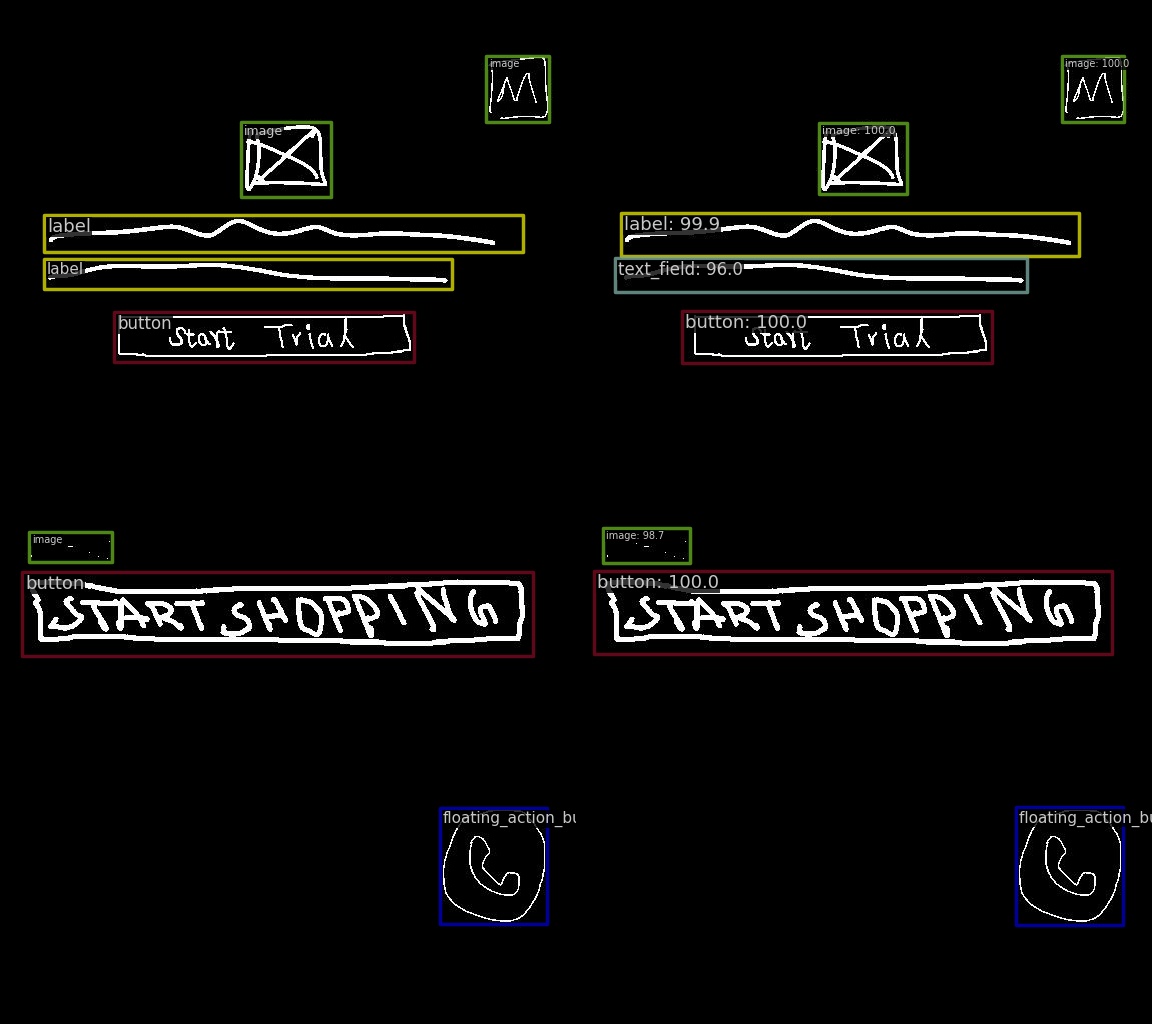 image image: 100.0
M M
image image: 100.0
label label: 99.9
label text_field: 96.0
button button: 100.0
Start Trial Start Trial
image image: 98.7
button button: 100.0
START SHOPPING START SHOPPING
floating_action_bu floating_action_bu